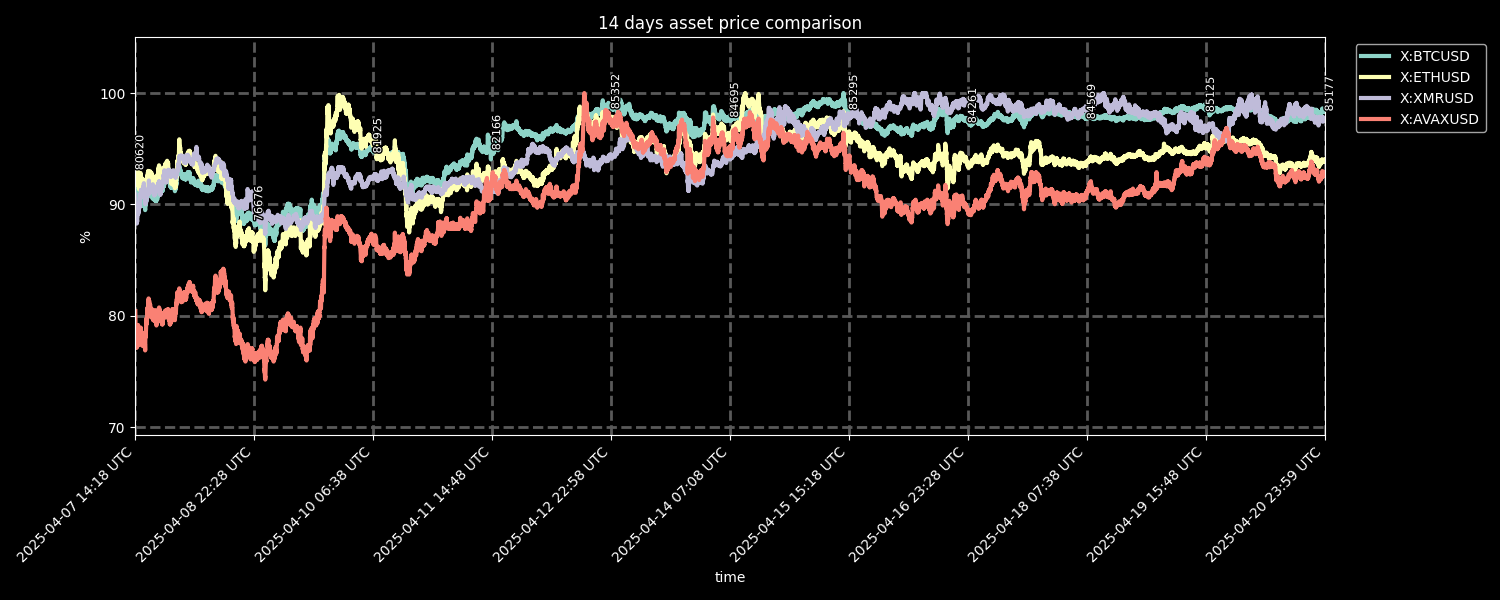 14 days asset price comparison
X:BTCUSD
X:ETHUSD
X:XMRUSD
X:AVAXUSD
100
90
80
70
%
80620
76676
81925
82166
85352
84695
85295
84261
84569
85125
85177
2025-04-07 14:18 UTC
2025-04-08 22:28 UTC
2025-04-10 06:38 UTC
2025-04-11 14:48 UTC
2025-04-12 22:58 UTC
2025-04-14 07:08 UTC
2025-04-15 15:18 UTC
2025-04-16 23:28 UTC
2025-04-18 07:38 UTC
2025-04-19 15:48 UTC
2025-04-20 23:59 UTC
time